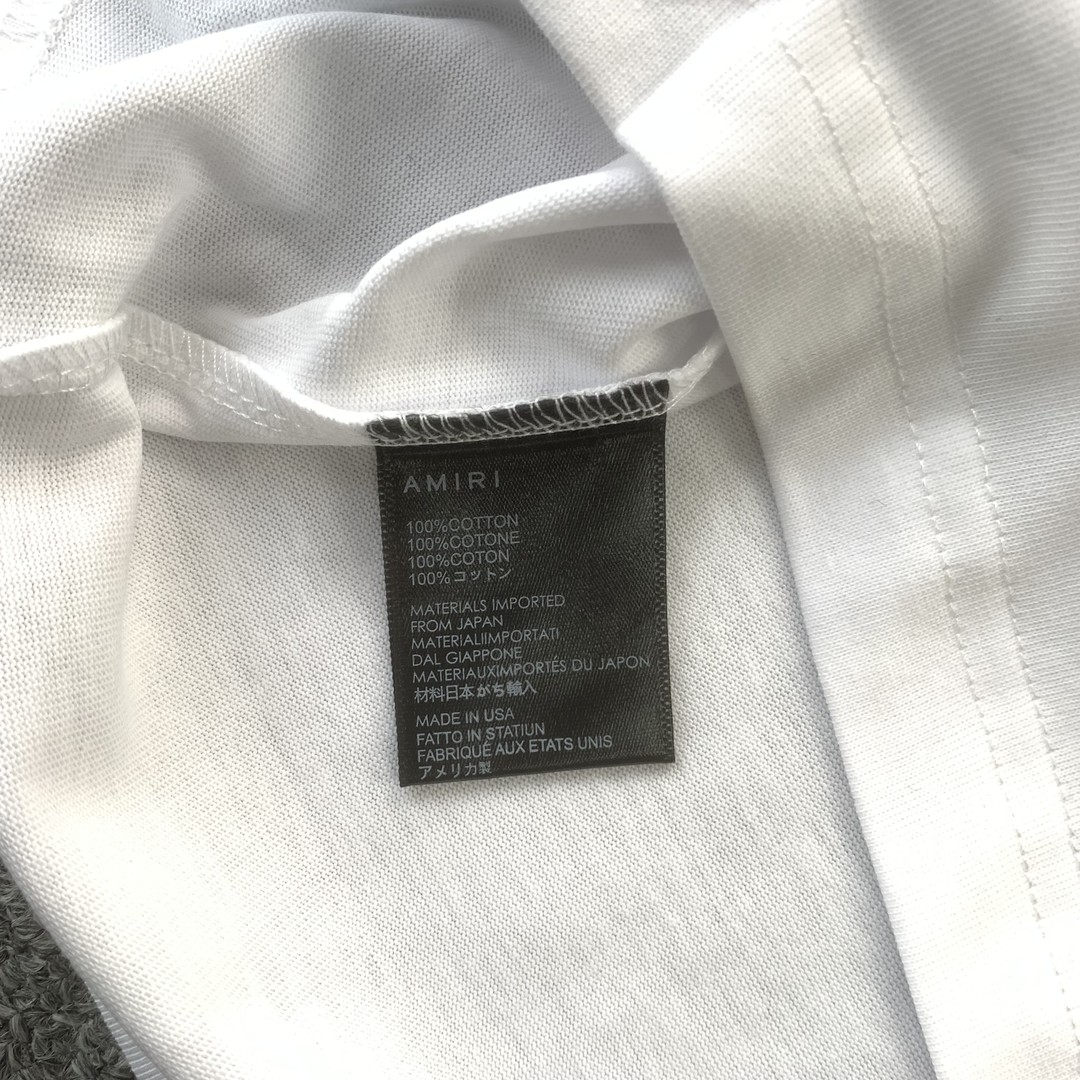 AMIRI
100%COTTON
100%COTONE
100%COTON
100%コットン
MATERIALS IMPORTED
FROM JAPAN
MATERIALIIMPORTATI
DAL GIAPPONE
MATERIAUXIMPORTÉS DU JAPON
材料日本がち輸入
MADE IN USA
FATTO IN STATIUN
FABRIQUÉ AUX ETATS UNIS
アメリカ製